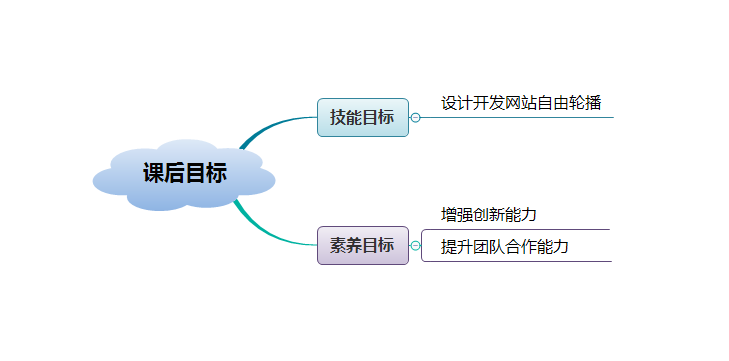 课后目标
技能目标
设计开发网站自由轮播
素养目标
增强创新能力
提升团队合作能力